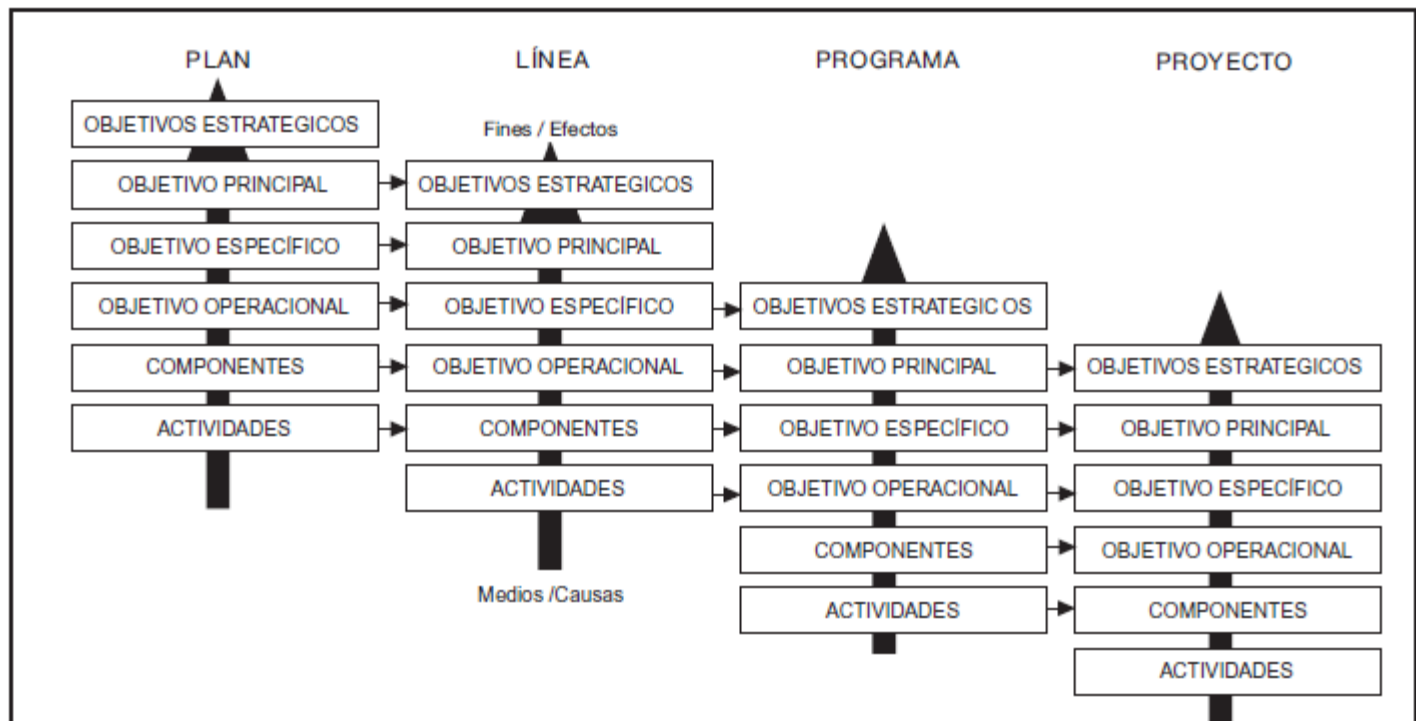 PLAN
OBJETIVOS ESTRATEGICOS
OBJETIVO PRINCIPAL
OBJETIVO ESPECÍFICO
OBJETIVO OPERACIONAL
COMPONENTES
ACTIVIDADES
LÍNEA
Fines / Efectos
OBJETIVOS ESTRATEGICOS
OBJETIVO PRINCIPAL
OBJETIVO ESPECÍFICO
OBJETIVO OPERACIONAL
COMPONENTES
ACTIVIDADES
Medios /Causas
PROGRAMA
OBJETIVOS ESTRATEGIC OS
OBJETIVO PRINCIPAL
OBJETIVO ESPECÍFICO
OBJETIVO OPERACIONAL
COMPONENTES
ACTIVIDADES
PROYECTO
OBJETIVOS ESTRATEGICOS
OBJETIVO PRINCIPAL
OBJETIVO ESPECÍFICO
OBJETIVO OPERACIONAL
COMPONENTES
ACTIVIDADES